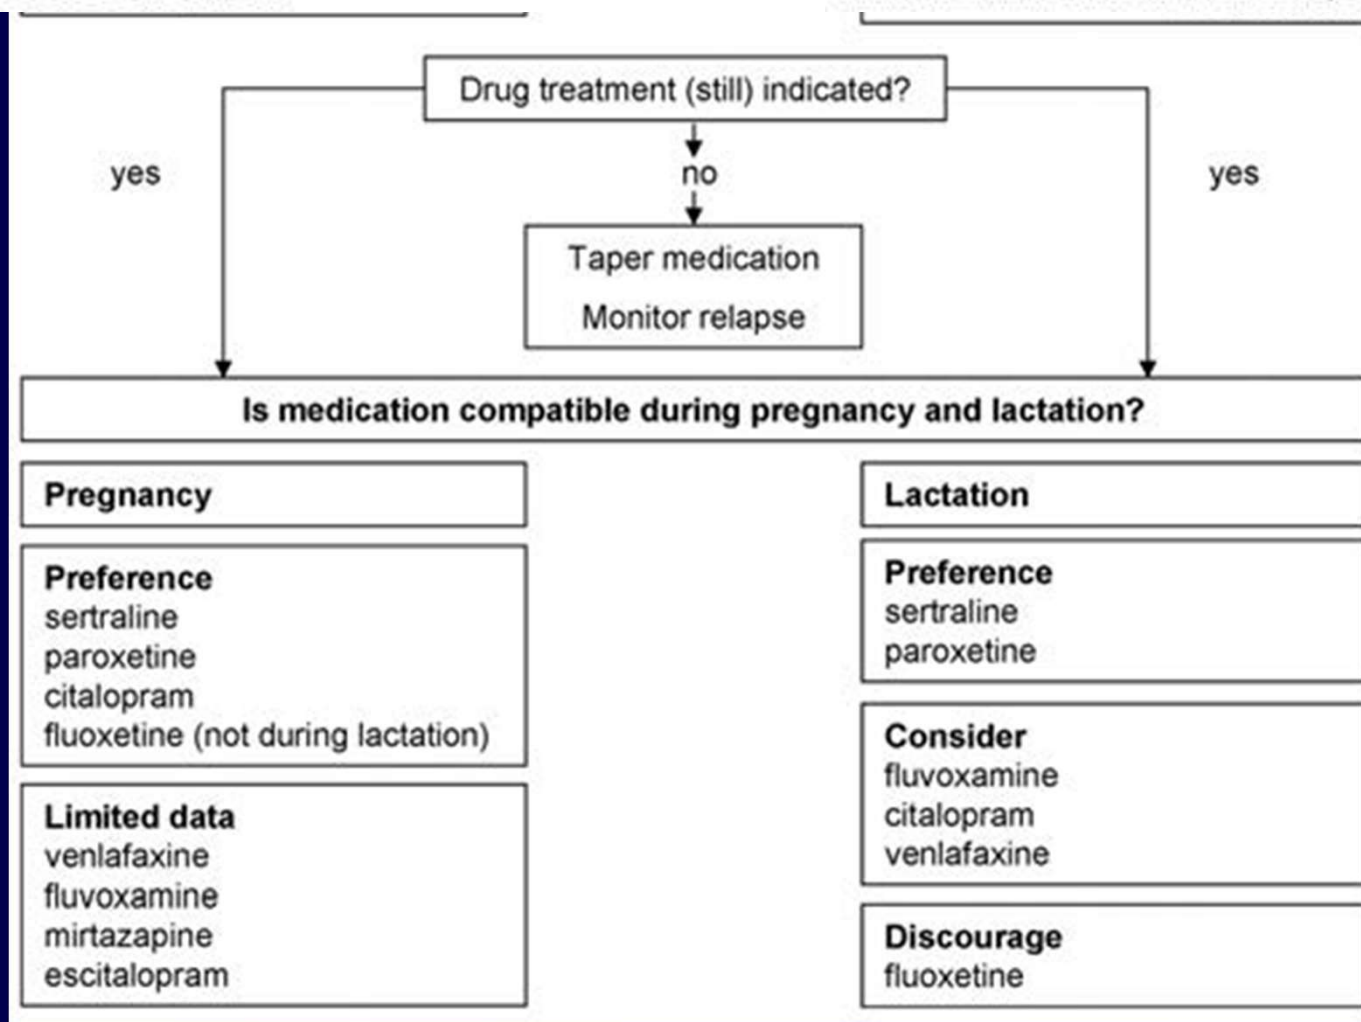 Drug treatment (still) indicated?
yes
no
yes
Taper medication
Monitor relapse
Is medication compatible during pregnancy and lactation?
Pregnancy
Preference
sertraline
paroxetine
citalopram
fluoxetine (not during lactation)
Limited data
venlafaxine
fluvoxamine
mirtazapine
escitalopram
Lactation
Preference
sertraline
paroxetine
Consider
fluvoxamine
citalopram
venlafaxine
Discourage
fluoxetine